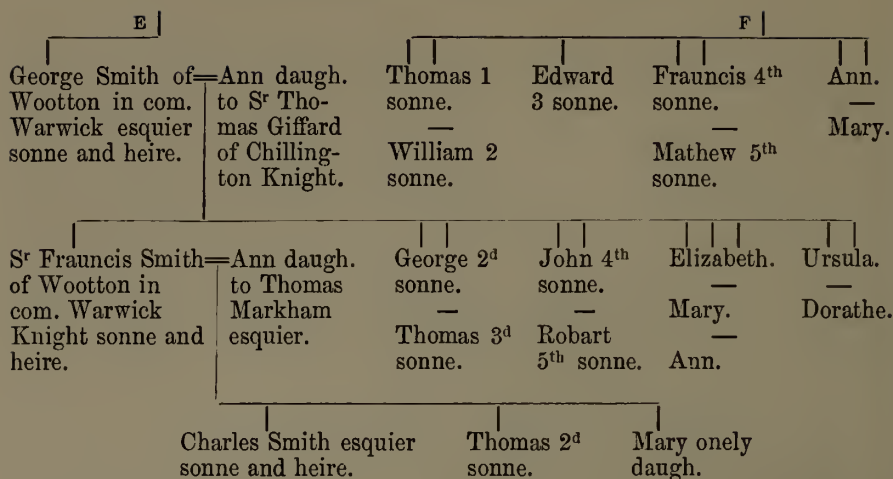 E F
George Smith of=Ann daugh.
Wootton in com. to Sʳ Tho-
Warwick esquier mas Giffard
sonne and heire. of Chilling-
ton Knight.
Thomas 1
sonne.
—
William 2
sonne.
Edward
3 sonne.
Frauncis 4ᵗʰ
sonne.
—
Mathew 5ᵗʰ
sonne.
Ann.
—
Mary.
Sʳ Frauncis Smith=Ann daugh.
of Wootton in to Thomas
com. Warwick Markham
Knight sonne and esquier.
heire.
George 2ᵈ
sonne.
—
Thomas 3ᵈ
sonne.
John 4ᵗʰ
sonne.
—
Robart
5ᵗʰ sonne.
Elizabeth.
—
Mary.
—
Ann.
Ursula.
—
Dorathe.
Charles Smith esquier
sonne and heire.
Thomas 2ᵈ
sonne.
Mary onely
daugh.